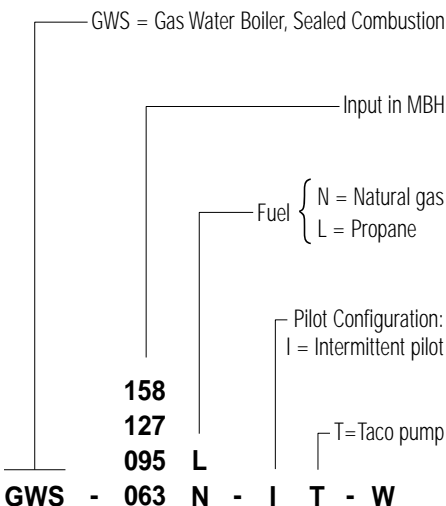 GWS = Gas Water Boiler, Sealed Combustion
Input in MBH
Fuel { N = Natural gas
L = Propane
Pilot Configuration:
I = Intermittent pilot
158
127
T=Taco pump
095 L
GWS - 063 N - I T - W